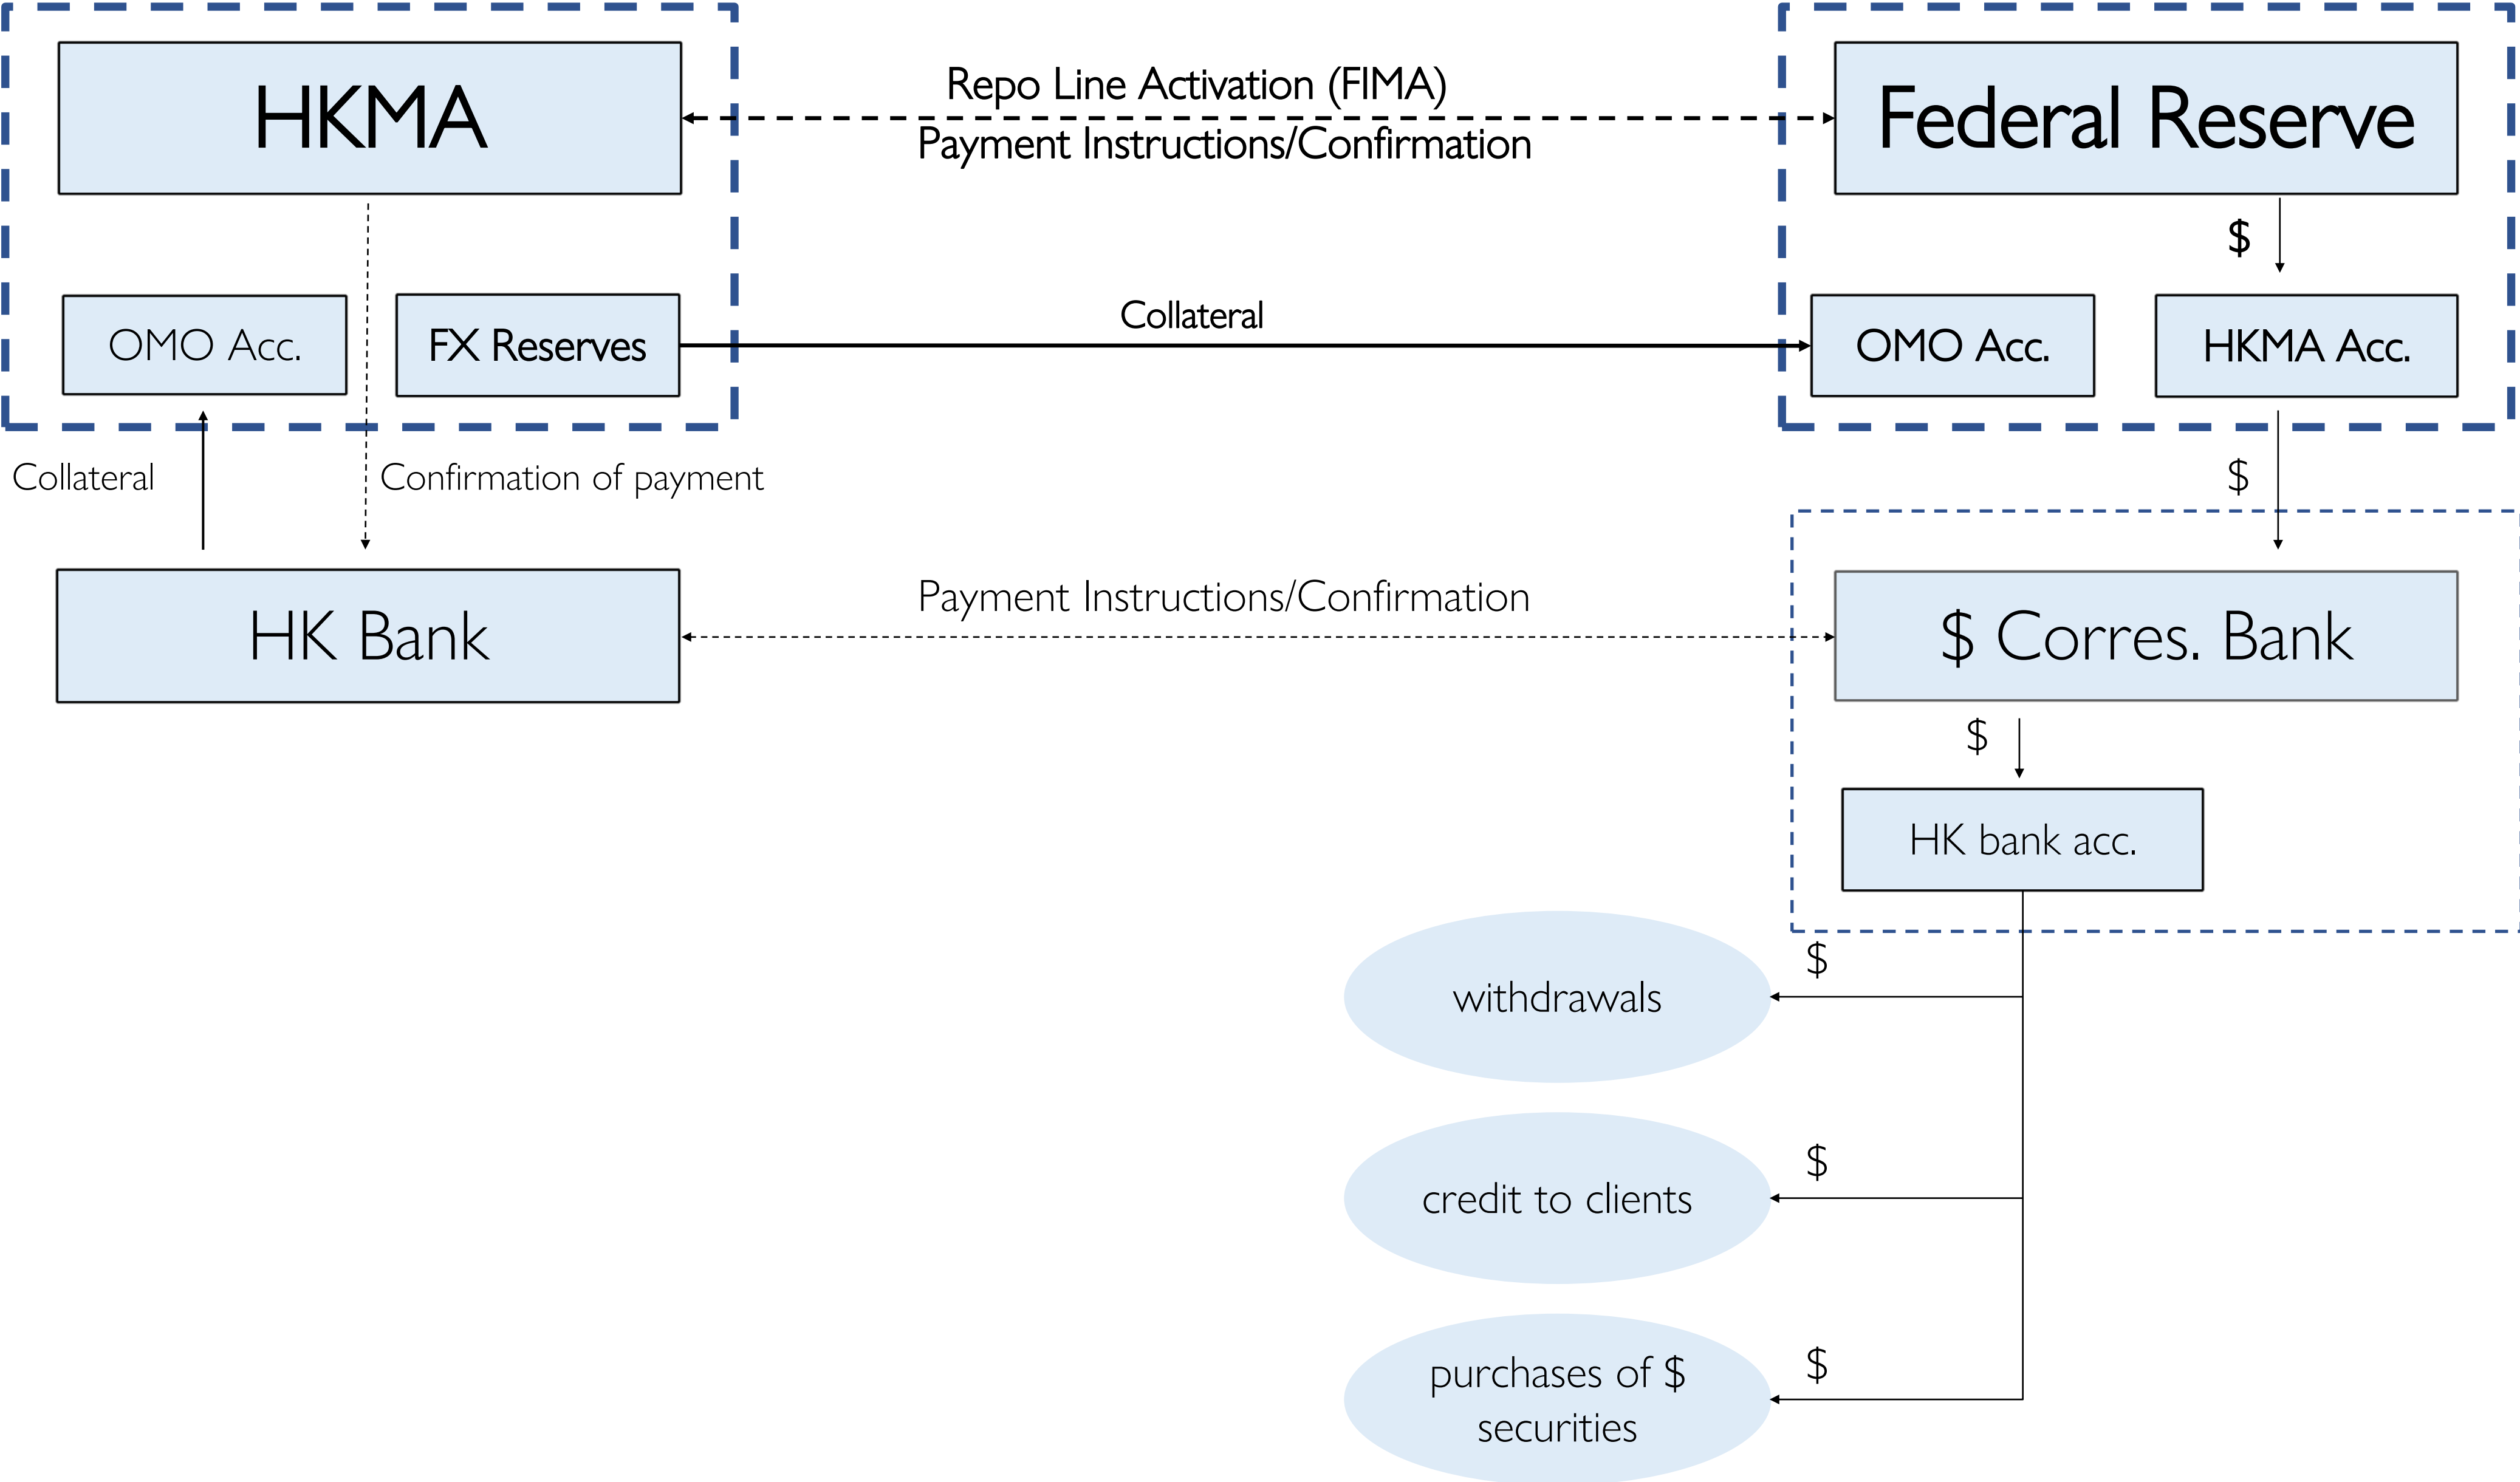 HKMA
Repo Line Activation (FIMA)
Payment Instructions/Confirmation
Federal Reserve
$
OMO Acc.
FX Reserves
Collateral
OMO Acc.
HKMA Acc.
Collateral
Confirmation of payment
$
HK Bank
Payment Instructions/Confirmation
$ Corres. Bank
$
HK bank acc.
$
withdrawals
$
credit to clients
$
purchases of $
securities